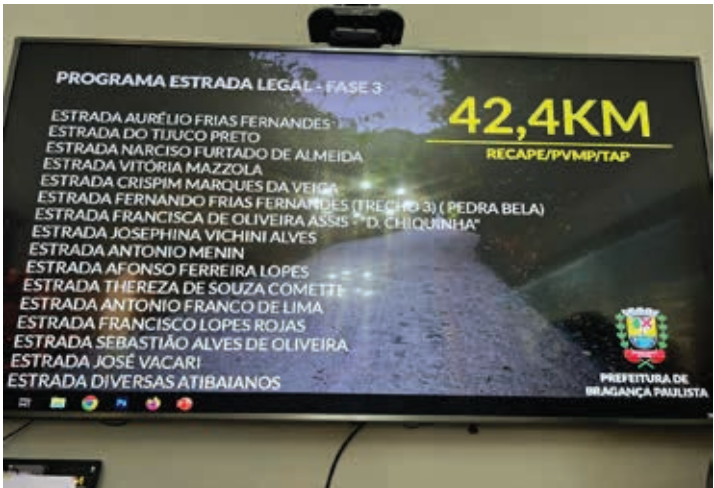 PROGRAMA ESTRADA LEGAL - FASE 3
42,4KM
RECAPE/PVMP/TAP
ESTRADA AURÉLIO FRIAS FERNANDES
ESTRADA DO TIJUCO PRETO
ESTRADA NARCISO FURTADO DE ALMEIDA
ESTRADA VITÓRIA MAZZOLA
ESTRADA CRISPIM MARQUES DA VEIGA
ESTRADA FERNANDO FRIAS FERNANDES (TRECHO 3) ( PEDRA BELA)
ESTRADA FRANCISCA DE OLIVEIRA ASSIS - "D. CHIQUINHA"
ESTRADA JOSEPHINA VICHINI ALVES
ESTRADA ANTONIO MENIN
ESTRADA AFONSO FERREIRA LOPES
ESTRADA THEREZA DE SOUZA COMETTI
ESTRADA ANTONIO FRANCO DE LIMA
ESTRADA FRANCISCO LOPES ROJAS
ESTRADA SEBASTIÃO ALVES DE OLIVEIRA
ESTRADA JOSÉ VACARI
ESTRADA DIVERSAS ATIBAIANOS
PREFEITURA DE
BRAGANÇA PAULISTA